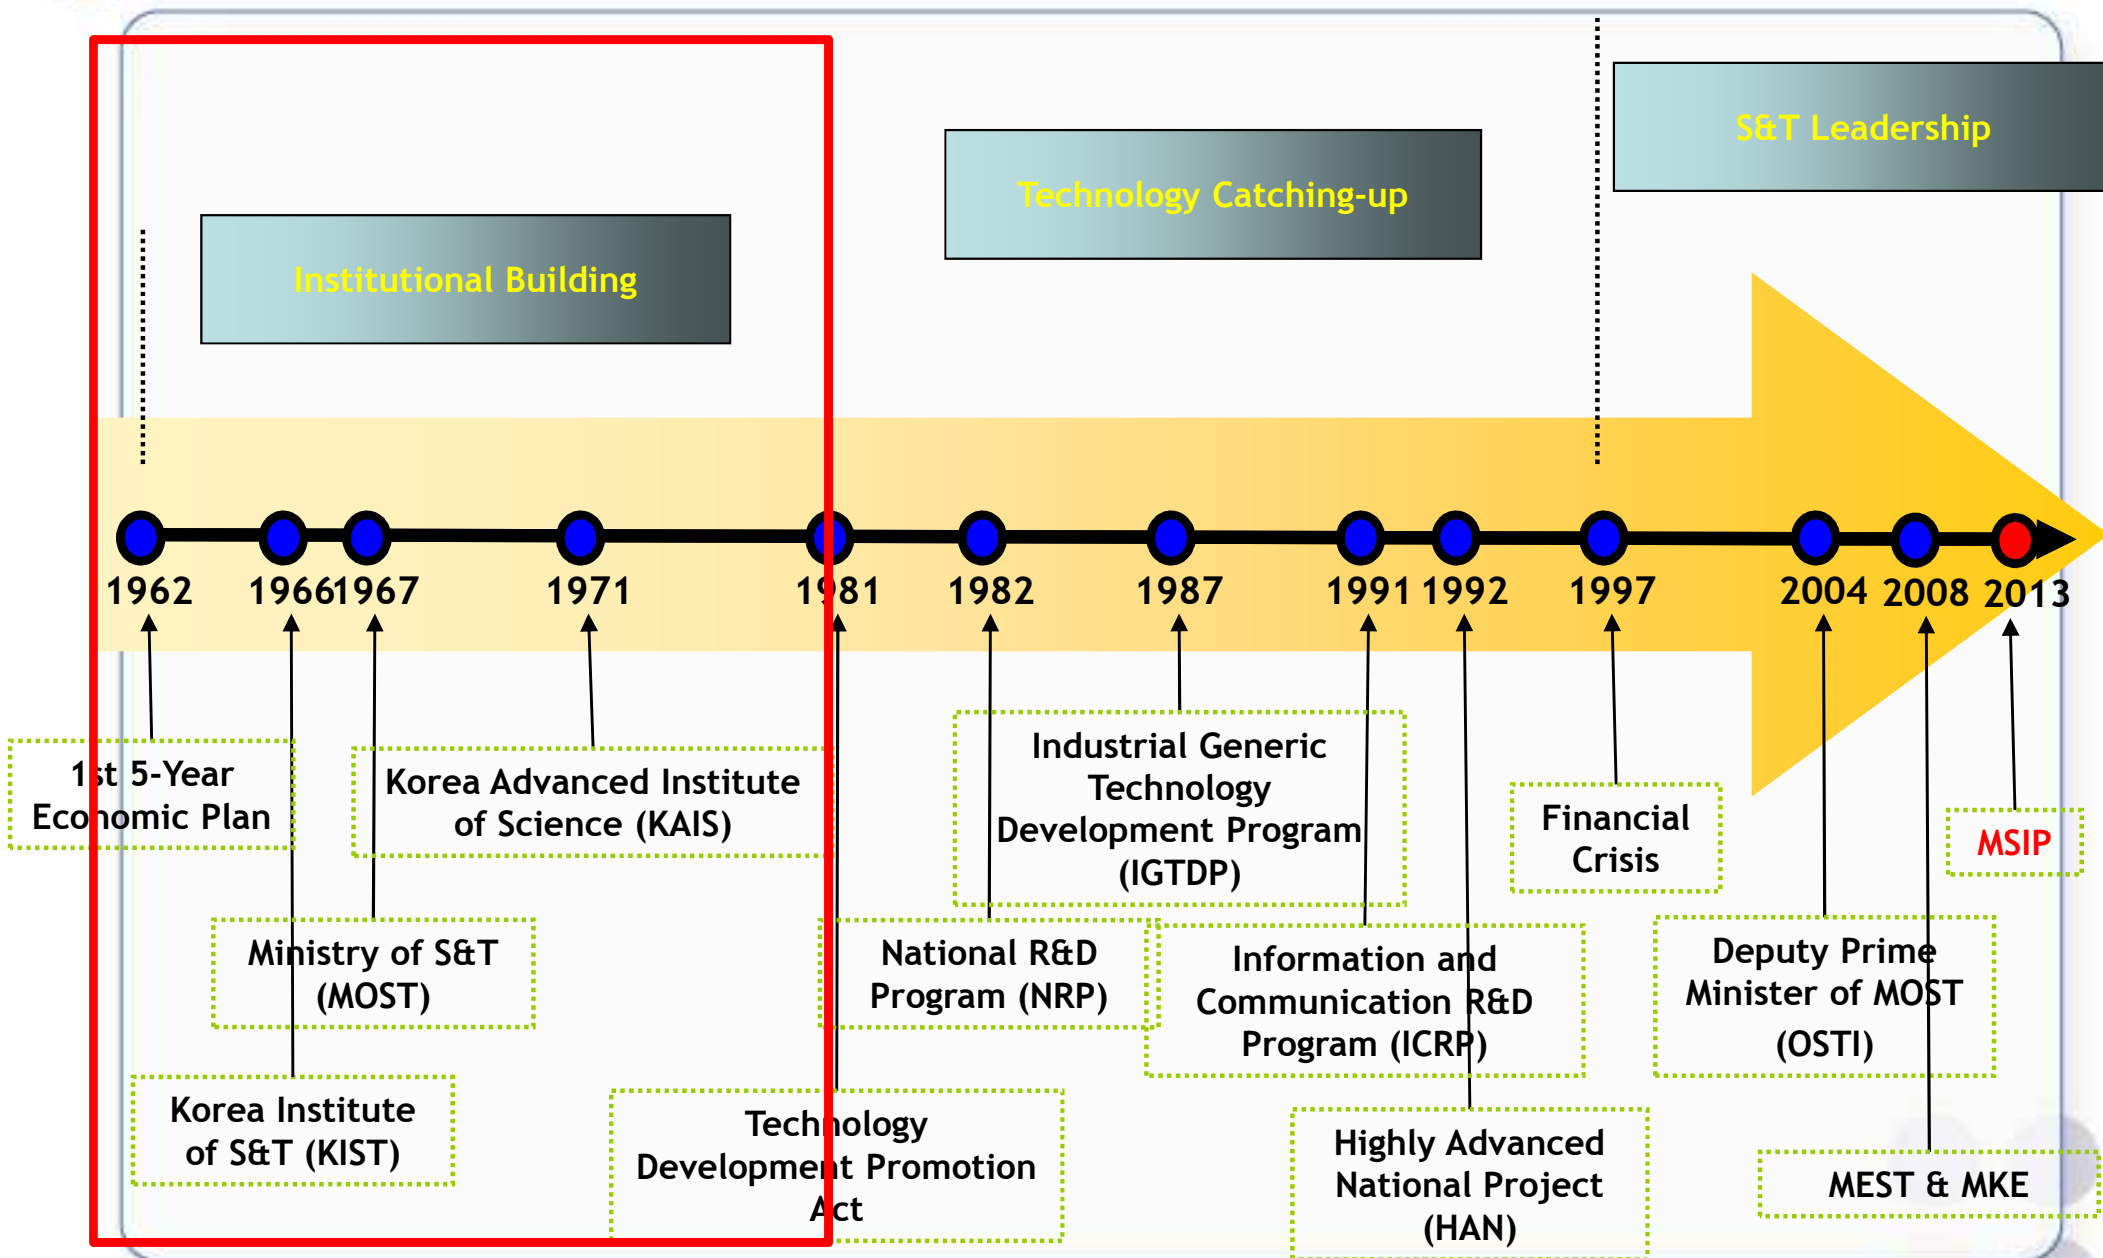 S&T Leadership
Technology Catching-up
Institutional Building
1962
1966
1967
1971
1981
1982
1987
1991
1992
1997
2004
2008
2013
1st 5-Year
Economic Plan
Korea Advanced Institute
of Science (KAIS)
Industrial Generic
Technology
Development Program
(IGTDP)
Financial
Crisis
MSIP
Ministry of S&T
(MOST)
National R&D
Program (NRP)
Information and
Communication R&D
Program (ICRP)
Deputy Prime
Minister of MOST
(OSTI)
Korea Institute
of S&T (KIST)
Technology
Development Promotion
Act
Highly Advanced
National Project
(HAN)
MEST & MKE